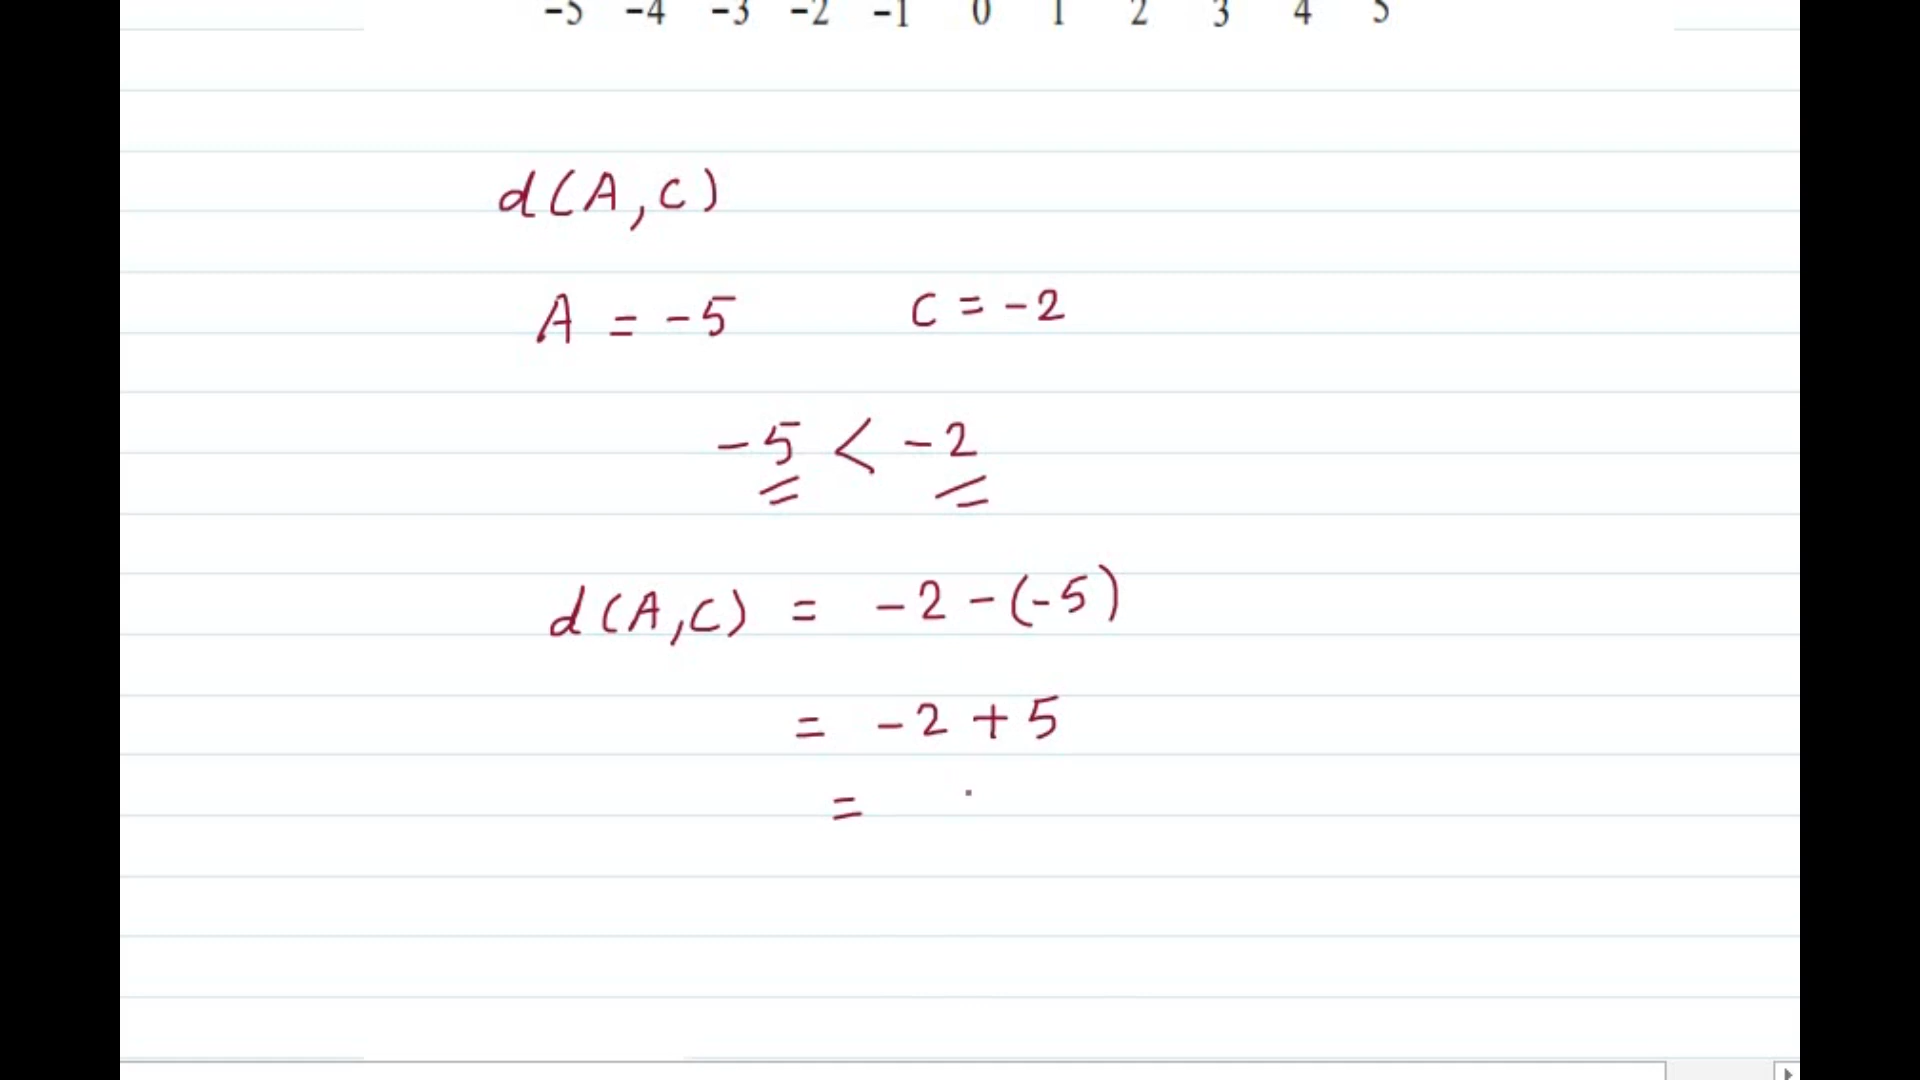 -5 -4 -3 -2 -1 0 1 2 3 4 5
d(A,C)
A = -5 C = -2
-5 < -2
d(A,C) = -2-(-5)
= -2+5
=